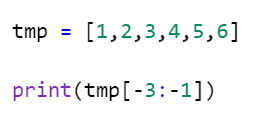 tmp = [1,2,3,4,5,6]
print(tmp[-3:-1])